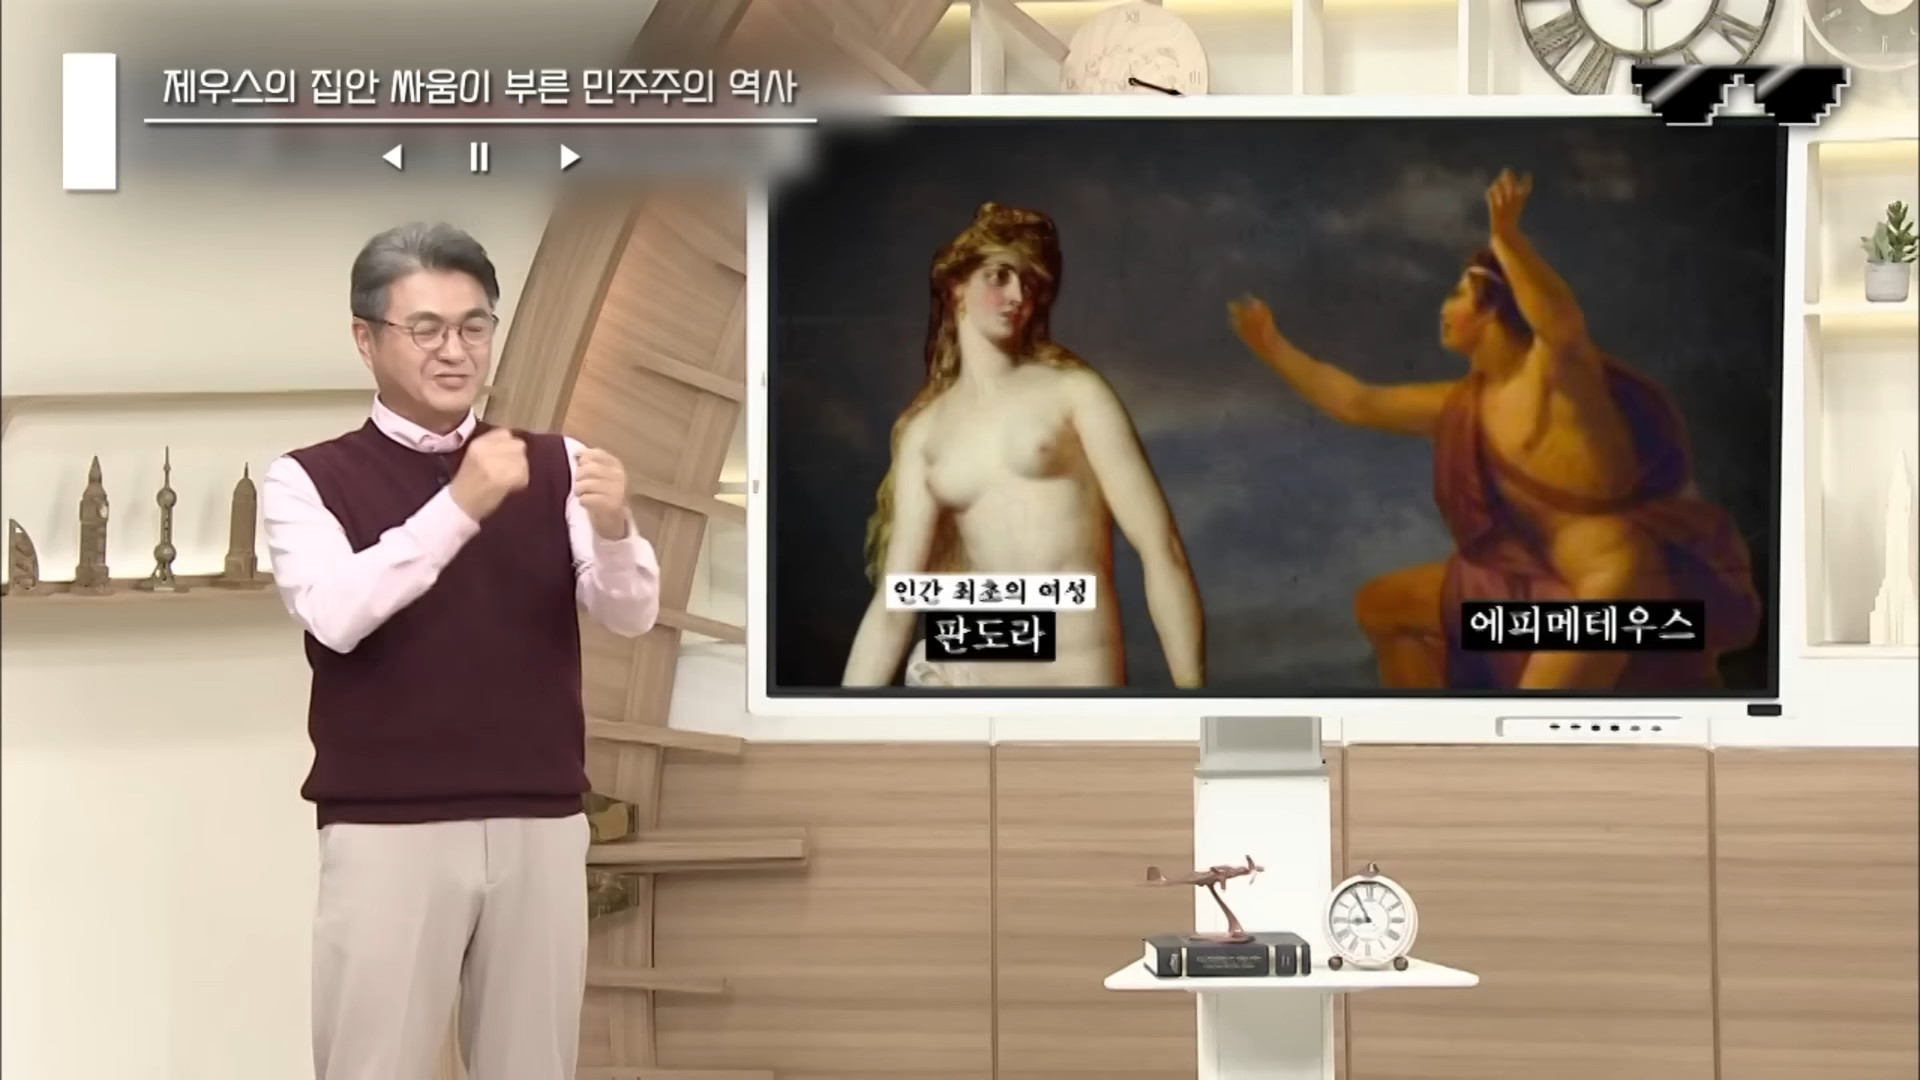 제우스의 집안 싸움이 부른 민주주의 역사
인간 최초의 여성
판도라
에피메테우스